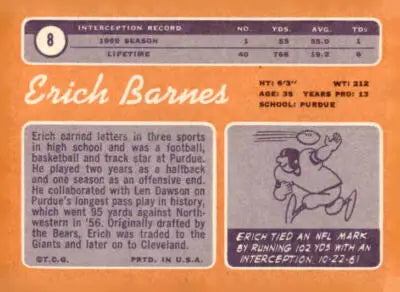 8
INTERCEPTION RECORD NO. YDS. AVG. TDs
1969 SEASON 1 55 55.0 1
LIFETIME 40 766 19.2
Erich Barnes
HT: 6'3" WT: 212
AGE: 35 YEARS PRO: 13
SCHOOL: PURDUE
Erich earned letters in three sports
in high school and was a football,
basketball and track star at Purdue.
He played two years as a halfback
and one season as an offensive end.
He collaborated with Len Dawson on
Purdue's longest pass play in history,
which went 95 yards against North-
western in '56. Originally drafted by
the Bears, Erich was traded to the
Giants and later on to Cleveland.
©T.C.G. PRTD. IN U.S.A.
ERICH TIED AN NFL MARK
BY RUNNING 102 YDS WITH AN
INTERCEPTION 10-22-61